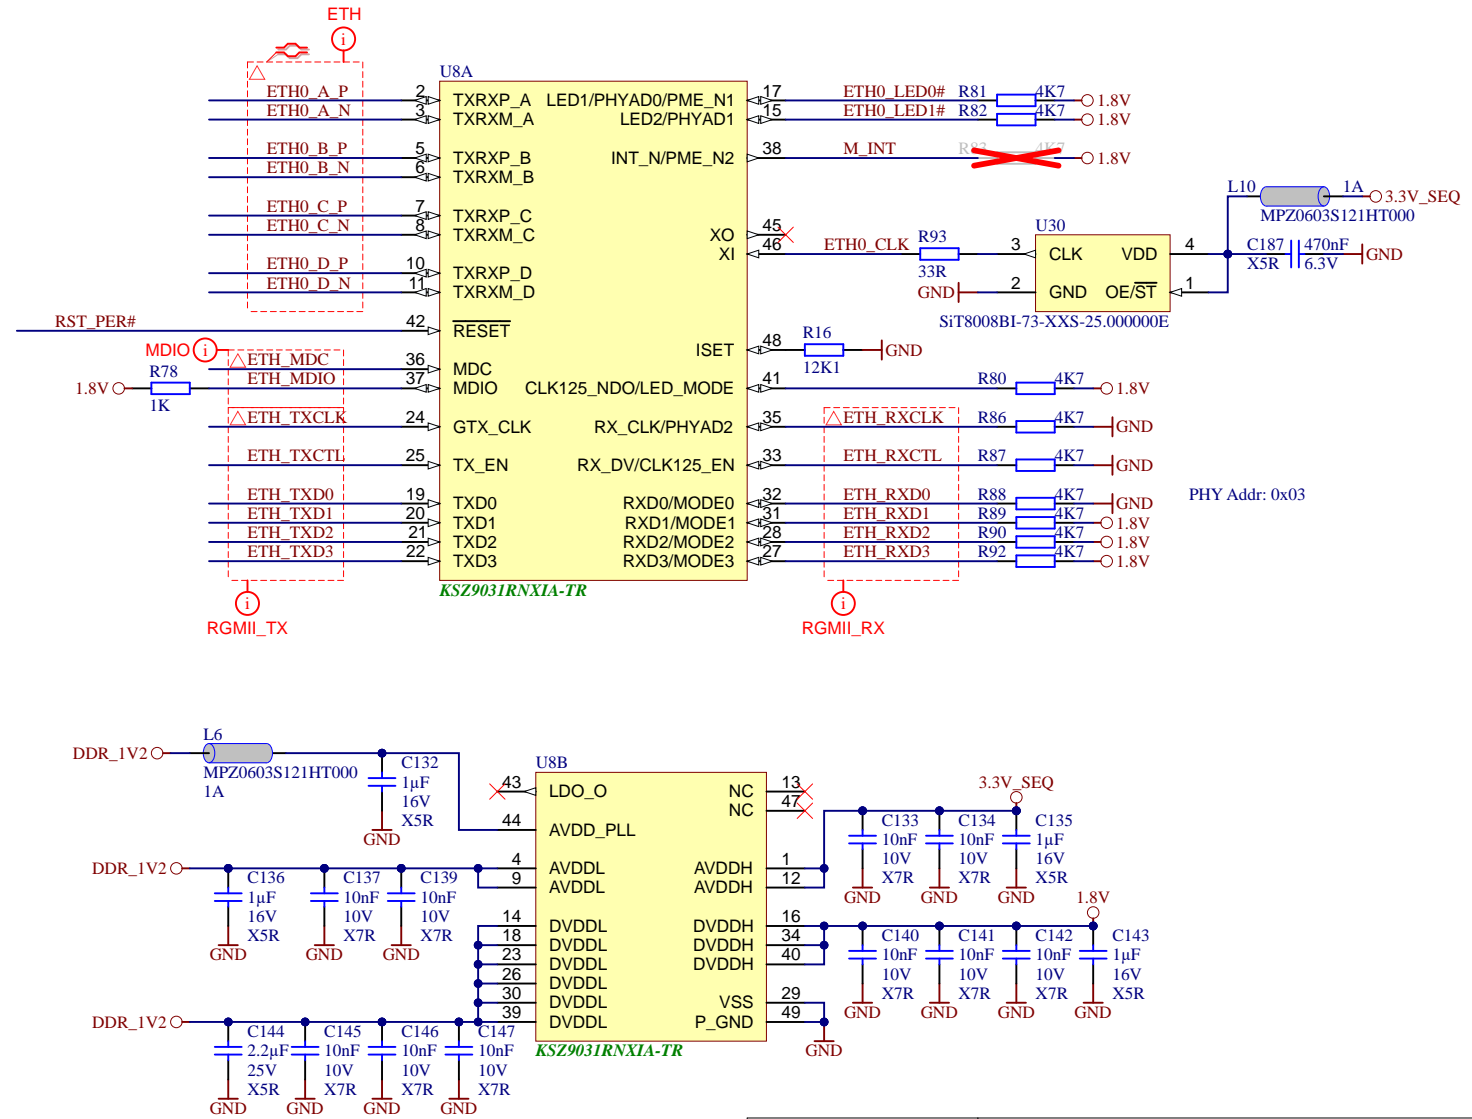 ETH
U8A
ETH0_A_P 2 TXRXP_A LED1/PHYAD0/PME_N1 17 ETH0_LED0# R81 4K7 1.8V
ETH0_A_N 3 TXRXM_A LED2/PHYAD1 15 ETH0_LED1# R82 4K7 1.8V
ETH0_B_P 5 TXRXP_B INT_N/PME_N2 38 M_INT R83 4K7 1.8V
ETH0_B_N 6 TXRXM_B
L10 1A 3.3V_SEQ
MPZ0603S121HT000
ETH0_C_P 7 TXRXP_C
ETH0_C_N 8 TXRXM_C XO 45
U30
XI 46 ETH0_CLK R93 33R 3 CLK VDD 4 C187 470nF GND
X5R 6.3V
ETH0_D_P 10 TXRXP_D
ETH0_D_N 11 TXRXM_D GND 2 GND OE/ST 1
SiT8008BI-73-XXS-25.000000E
RST_PER# 42 RESET
MDIO
ISET 48 R16 12K1 GND
ETH_MDC 36 MDC
1.8V R78 1K ETH_MDIO 37 MDIO CLK125_NDO/LED_MODE 41 R80 4K7 1.8V
ETH_TXCLK 24 GTX_CLK RX_CLK/PHYAD2 35 ETH_RXCLK R86 4K7 GND
ETH_TXCTL 25 TX_EN RX_DV/CLK125_EN 33 ETH_RXCTL R87 4K7 GND
ETH_TXD0 19 TXD0 RXD0/MODE0 32 ETH_RXD0 R88 4K7 GND PHY Addr: 0x03
ETH_TXD1 20 TXD1 RXD1/MODE1 31 ETH_RXD1 R89 4K7 1.8V
ETH_TXD2 21 TXD2 RXD2/MODE2 28 ETH_RXD2 R90 4K7 1.8V
ETH_TXD3 22 TXD3 RXD3/MODE3 27 ETH_RXD3 R92 4K7 1.8V
KSZ9031RNXIA-TR
RGMII_TX RGMII_RX
DDR_1V2 L6
MPZ0603S121HT000
1A
C132
1µF
16V
X5R
GND
U8B
43 LDO_O NC 13
NC 47
44 AVDD_PLL
3.3V_SEQ
DDR_1V2 4 AVDDL AVDDH 1
9 AVDDL AVDDH 12
C133 C134 C135
10nF 10nF 1µF
10V 10V 16V
X7R X7R X5R
GND GND GND
C136 C137 C139
1µF 10nF 10nF
16V 10V 10V
X5R X7R X7R
GND GND GND
1.8V
14 DVDDL DVDDH 16
18 DVDDL DVDDH 34
23 DVDDL DVDDH 40
26 DVDDL
30 DVDDL VSS 29
DDR_1V2 39 DVDDL P_GND 49
GND
C140 C141 C142 C143
10nF 10nF 10nF 1µF
10V 10V 10V 16V
X7R X7R X7R X5R
GND GND GND GND
KSZ9031RNXIA-TR
C144 C145 C146 C147
2.2µF 10nF 10nF 10nF
25V 10V 10V 10V
X5R X7R X7R X7R
GND GND GND GND